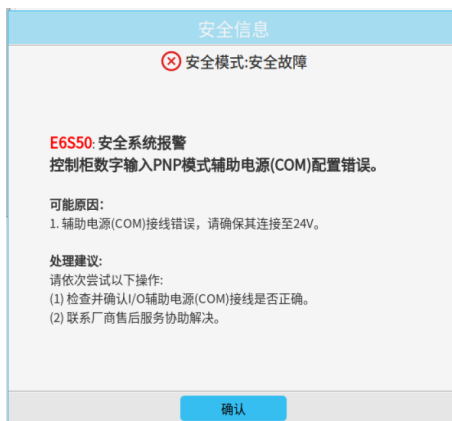 安全信息
安全模式:安全故障
E6S50: 安全系统报警
控制柜数字输入PNP模式辅助电源(COM)配置错误。
可能原因:
1. 辅助电源(COM)接线错误，请确保其连接至24V。
处理建议:
请依次尝试以下操作:
(1) 检查并确认I/O辅助电源(COM)接线是否正确。
(2) 联系厂商售后服务协助解决。
确认